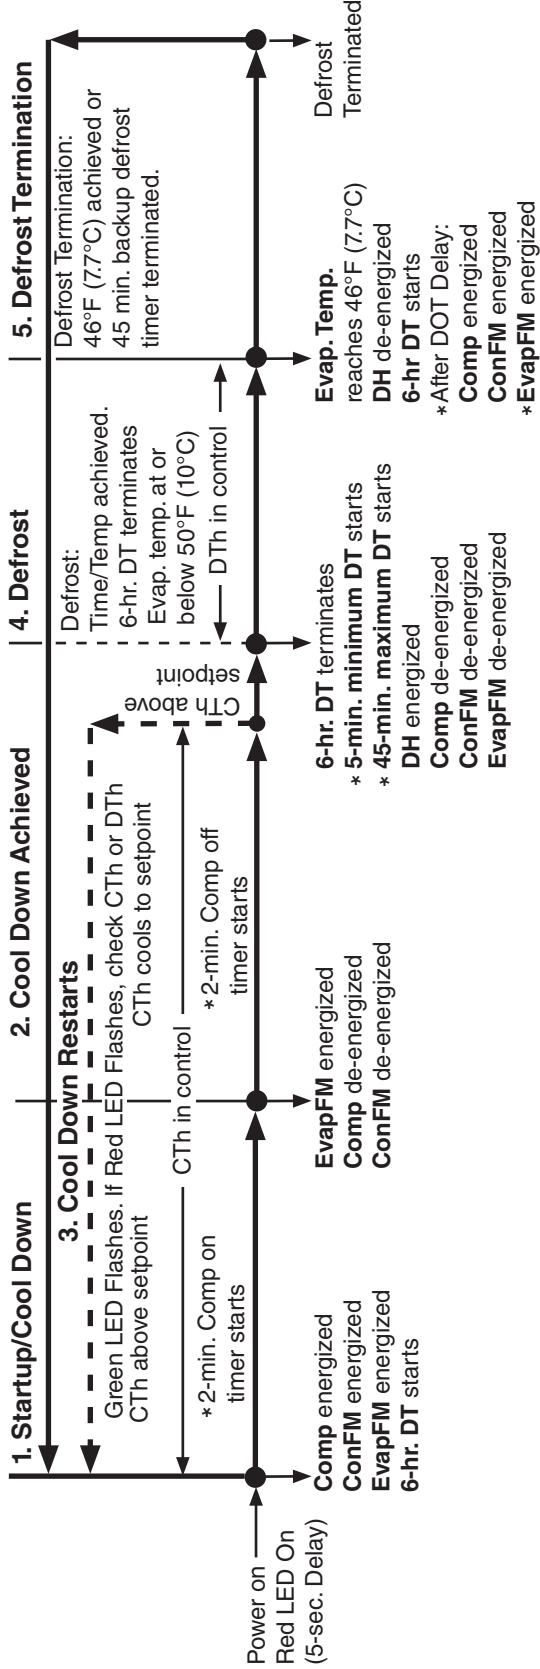 1. Startup/Cool Down
2. Cool Down Achieved
4. Defrost
5. Defrost Termination
3. Cool Down Restarts
Green LED Flashes. If Red LED Flashes, check CTh or DTh
CTh above setpoint
CTh cools to setpoint
CTh in control
*2-min. Comp on
timer starts
*2-min. Comp off
timer starts
CTh above
setpoint
Defrost:
Time/Temp achieved.
6-hr. DT terminates
Evap. temp. at or
below 50°F (10°C)
DTh in control
Defrost Termination:
46°F (7.7°C) achieved or
45 min. backup defrost
timer terminated.
Power on
Red LED On
(5-sec. Delay)
Comp energized
ConFM energized
EvapFM energized
6-hr. DT starts
EvapFM energized
Comp de-energized
ConFM de-energized
6-hr. DT terminates
* 5-min. minimum DT starts
* 45-min. maximum DT starts
DH energized
Comp de-energized
ConFM de-energized
EvapFM de-energized
Evap. Temp.
reaches 46°F (7.7°C)
DH de-energized
6-hr DT starts
*After DOT Delay:
Comp energized
ConFM energized
*EvapFM energized
Defrost
Terminated